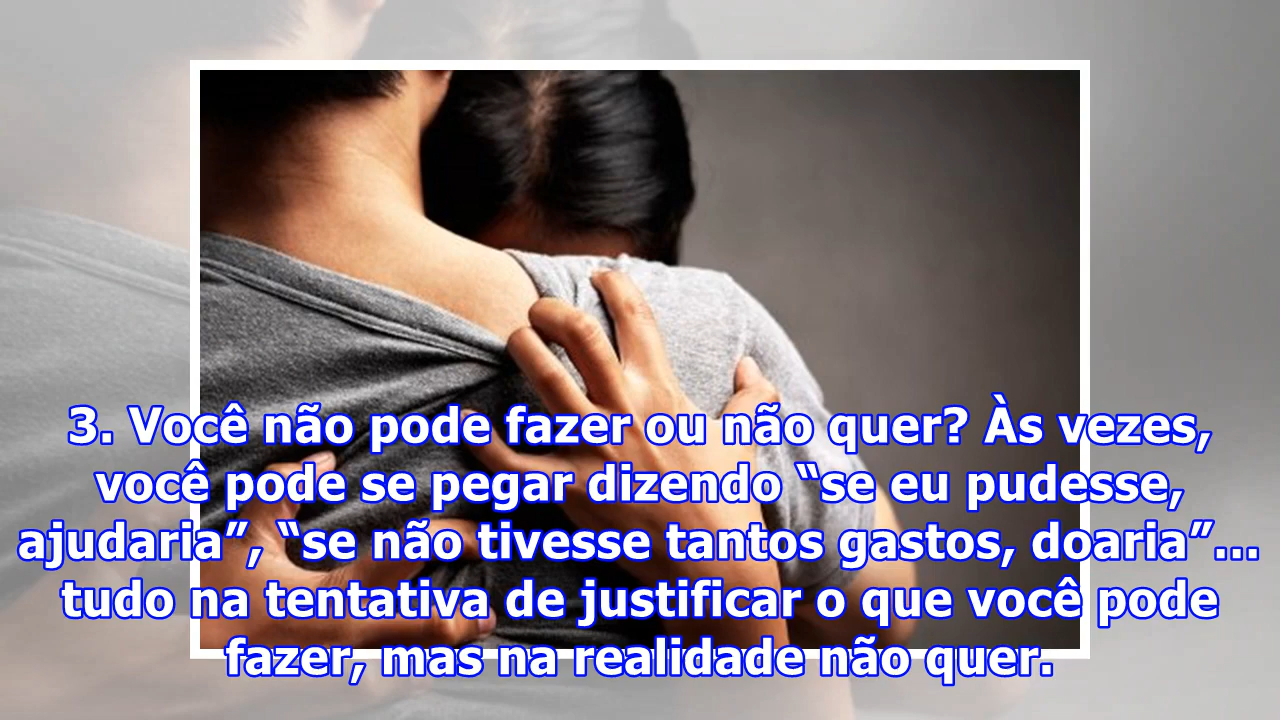 3. Você não pode fazer ou não quer? Às vezes,
você pode se pegar dizendo “se eu pudesse,
ajudaria”, “se não tivesse tantos gastos, doaria”...
tudo na tentativa de justificar o que você pode
fazer, mas na realidade não quer.